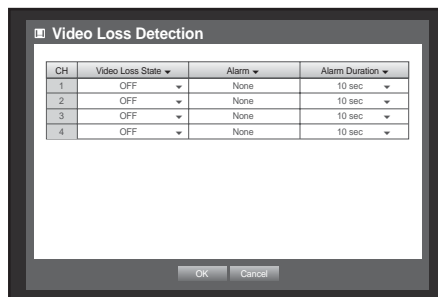 Video Loss Detection
CH Video Loss State Alarm Alarm Duration
1 OFF None 10 sec
2 OFF None 10 sec
3 OFF None 10 sec
4 OFF None 10 sec
OK Cancel